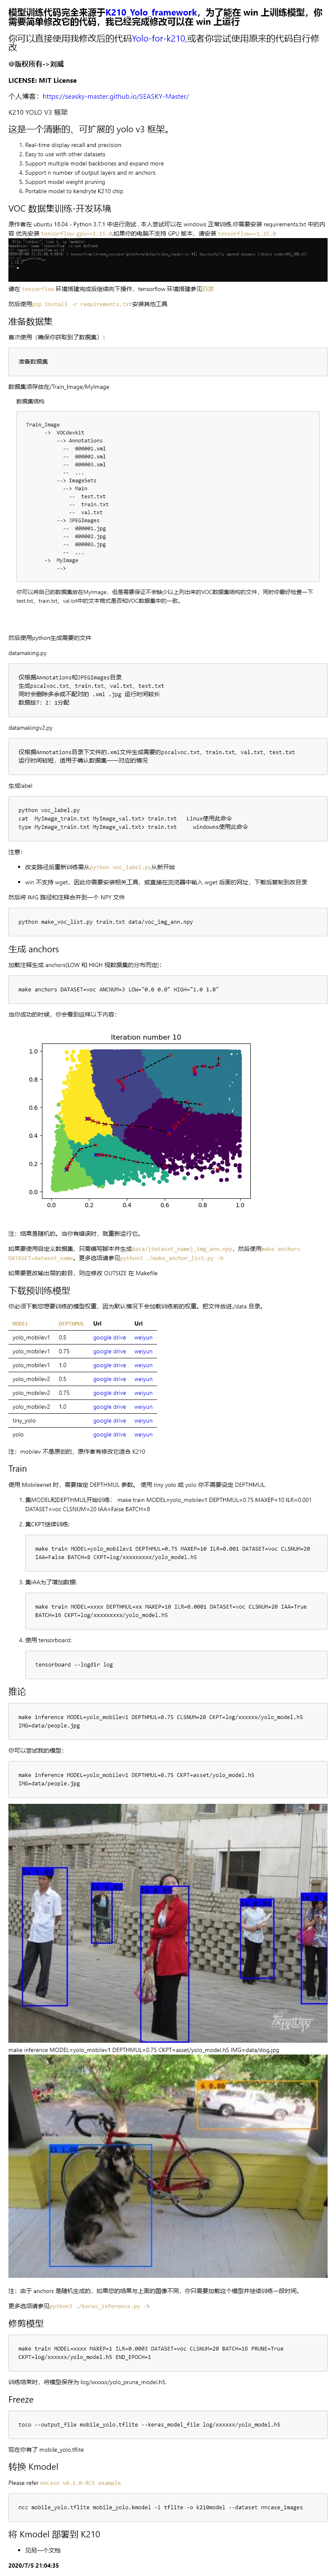 模型训练代码完全来源于K210_Yolo_framework，为了能在 win 上训练模型，你
需要简单修改它的代码，我已经完成修改可以在 win 上运行
你可以直接使用我修改后的代码Yolo-for-k210,或者你尝试使用原来的代码自行修
改
@版权所有->刘威
LICENSE: MIT License
个人博客：https://seasky-master.github.io/SEASKY-Master/
K210 YOLO V3 框架
这是一个清晰的、可扩展的 yolo v3 框架。
1. Real-time display recall and precision
2. Easy to use with other datasets
3. Support multiple model backbones and expand more
4. Support n number of output layers and m anchors
5. Support model weight pruning
6. Portable model to kendryte K210 chip
VOC 数据集训练-开发环境
原作者在 ubuntu 18.04 - Python 3.7.1 中进行测试 , 本人尝试可以在 windows 正常训练,你需要安装 requirements.txt 中的内
容 优先安装 tensorflow-gpu==1.15.0.如果你的电脑不支持 GPU 版本，请安装 tensorflow==1.15.0
请在 tensorflow 环境搭建完成后继续向下操作，tensorflow 环境搭建参见百度
然后使用pip install -r requirements.txt安装其他工具
准备数据集
首次使用（确保你获取到了数据集）：
准备数据集
数据集须存放在/Train_Image/MyImage
数据集结构
Train_Image
-> VOCdevkit
--> Annotations
-- 000001.xml
-- 000002.xml
-- 000003.xml
-- ...
--> ImageSets
--> Main
-- test.txt
-- train.txt
-- val.txt
--> JPEGImages
-- 000001.jpg
-- 000002.jpg
-- 000003.jpg
-- ...
-> MyImage
-->
你可以将自己的数据集放在MyImage，但是需要保证不会缺少以上列出来的VOC数据集结构的文件，同时你最好检查一下
test.txt、train.txt、val.txt中的文本格式是否和VOC数据集中的一致。
然后使用python生成需要的文件
datamaking.py
仅根据Annotations和JPEGImages目录
生成pscalvoc.txt、train.txt、val.txt、test.txt
同时会删除多余或不配对的 .xml .jpg 运行时间较长
数据按7：2：1分配
datamakingv2.py
仅根据Annotations目录下文件的.xml文件生成需要的pscalvoc.txt、train.txt、val.txt、test.txt
运行时间较短，适用于确认数据集一一对应的情况
生成label
python voc_label.py
cat MyImage_train.txt MyImage_val.txt> train.txt Linux使用此命令
type MyImage_train.txt MyImage_val.txt> train.txt windouws使用此命令
注意：
改变路径后重新训练需从python voc_label.py从新开始
win 不支持 wget，因此你需要安装相关工具，或直接在浏览器中输入 wget 后面的网址，下载后复制到改目录
然后将 IMG 路径和注释合并到一个 NPY 文件
python make_voc_list.py train.txt data/voc_img_ann.npy
生成 anchors
加载注释生成 anchors(LOW 和 HIGH 视数据集的分布而定)：
make anchors DATASET=voc ANCNUM=3 LOW="0.0 0.0" HIGH="1.0 1.0"
当你成功的时候，你会看到这样以下内容：
Iteration number 10
1.0
0.8
0.6
0.4
0.2
0.0
0.0 0.2 0.4 0.6 0.8 1.0
注：结果是随机的。当你有错误时，就重新运行它。
如果要使用自定义数据集，只需编写脚本并生成data/{dataset_name}_img_ann.npy，然后使用make anchors
DATASET=dataset_name。更多选项请参见python3 ./make_anchor_list.py -h
如果要更改输出层的数目，则应修改 OUTSIZE 在 Makefile
下载预训练模型
你必须下载您想要训练的模型权重，因为默认情况下会加载训练前的权重。把文件放进./data 目录。
MODEL DEPTHMUL Url Url
yolo_mobilev1 0.5 google drive weiyun
yolo_mobilev1 0.75 google drive weiyun
yolo_mobilev1 1.0 google drive weiyun
yolo_mobilev2 0.5 google drive weiyun
yolo_mobilev2 0.75 google drive weiyun
yolo_mobilev2 1.0 google drive weiyun
tiny_yolo google drive weiyun
yolo google drive weiyun
注：mobilev 不是原创的，原作者有修改它适合 K210
Train
使用 Mobileenet 时，需要指定 DEPTHMUL 参数。 使用 tiny yolo 或 yolo 你不需要设定 DEPTHMUL.
1. 集MODEL和DEPTHMUL开始训练： make train MODEL=yolo_mobilev1 DEPTHMUL=0.75 MAXEP=10 ILR=0.001
DATASET=voc CLSNUM=20 IAA=False BATCH=8
2. 集CKPT继续训练:
make train MODEL=yolo_mobilev1 DEPTHMUL=0.75 MAXEP=10 ILR=0.001 DATASET=voc CLSNUM=20
IAA=False BATCH=8 CKPT=log/xxxxxxxxx/yolo_model.h5
3. 集IAA为了增加数据:
make train MODEL=xxxx DEPTHMUL=xx MAXEP=10 ILR=0.0001 DATASET=voc CLSNUM=20 IAA=True
BATCH=16 CKPT=log/xxxxxxxxx/yolo_model.h5
4. 使用 tensorboard:
tensorboard --logdir log
推论
make inference MODEL=yolo_mobilev1 DEPTHMUL=0.75 CLSNUM=20 CKPT=log/xxxxxx/yolo_model.h5
IMG=data/people.jpg
你可以尝试我的模型：
make inference MODEL=yolo_mobilev1 DEPTHMUL=0.75 CKPT=asset/yolo_model.h5
IMG=data/people.jpg
make inference MODEL=yolo_mobilev1 DEPTHMUL=0.75 CKPT=asset/yolo_model.h5 IMG=data/dog.jpg
6 0.80
11 1.00
注：由于 anchors 是随机生成的，如果您的结果与上面的图像不同，你只需要加载这个模型并继续训练一段时间。
更多选项请参见python3 ./keras_inference.py -h
修剪模型
make train MODEL=xxxx MAXEP=1 ILR=0.0003 DATASET=voc CLSNUM=20 BATCH=16 PRUNE=True
CKPT=log/xxxxxx/yolo_model.h5 END_EPOCH=1
训练结束时，将模型保存为 log/xxxxxx/yolo_prune_model.h5.
Freeze
toco --output_file mobile_yolo.tflite --keras_model_file log/xxxxxx/yolo_model.h5
现在你有了 mobile_yolo.tflite
转换 Kmodel
Please refer nncase v0.1.0-RC5 example
ncc mobile_yolo.tflite mobile_yolo.kmodel -i tflite -o k210model --dataset nncase_images
将 Kmodel 部署到 K210
见另一个文档
2020/7/5 21:04:35